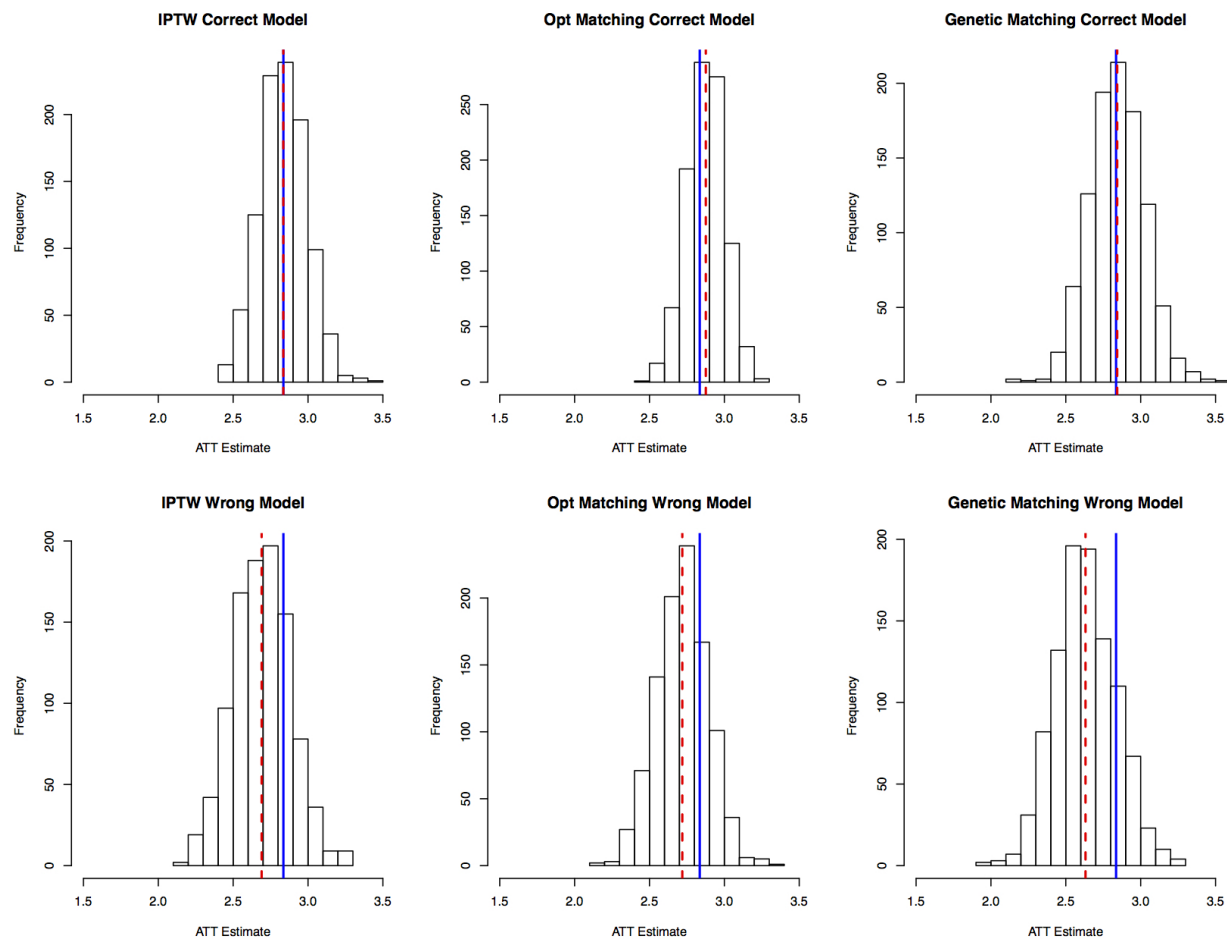 IPTW Correct Model
Frequency
0 50 100 150 200
1.5 2.0 2.5 3.0 3.5
ATT Estimate
Opt Matching Correct Model
Frequency
0 50 100 150 200 250
1.5 2.0 2.5 3.0 3.5
ATT Estimate
Genetic Matching Correct Model
Frequency
0 50 100 150 200
1.5 2.0 2.5 3.0 3.5
ATT Estimate
IPTW Wrong Model
Frequency
0 50 100 150 200
1.5 2.0 2.5 3.0 3.5
ATT Estimate
Opt Matching Wrong Model
Frequency
0 50 100 150 200
1.5 2.0 2.5 3.0 3.5
ATT Estimate
Genetic Matching Wrong Model
Frequency
0 50 100 150 200
1.5 2.0 2.5 3.0 3.5
ATT Estimate